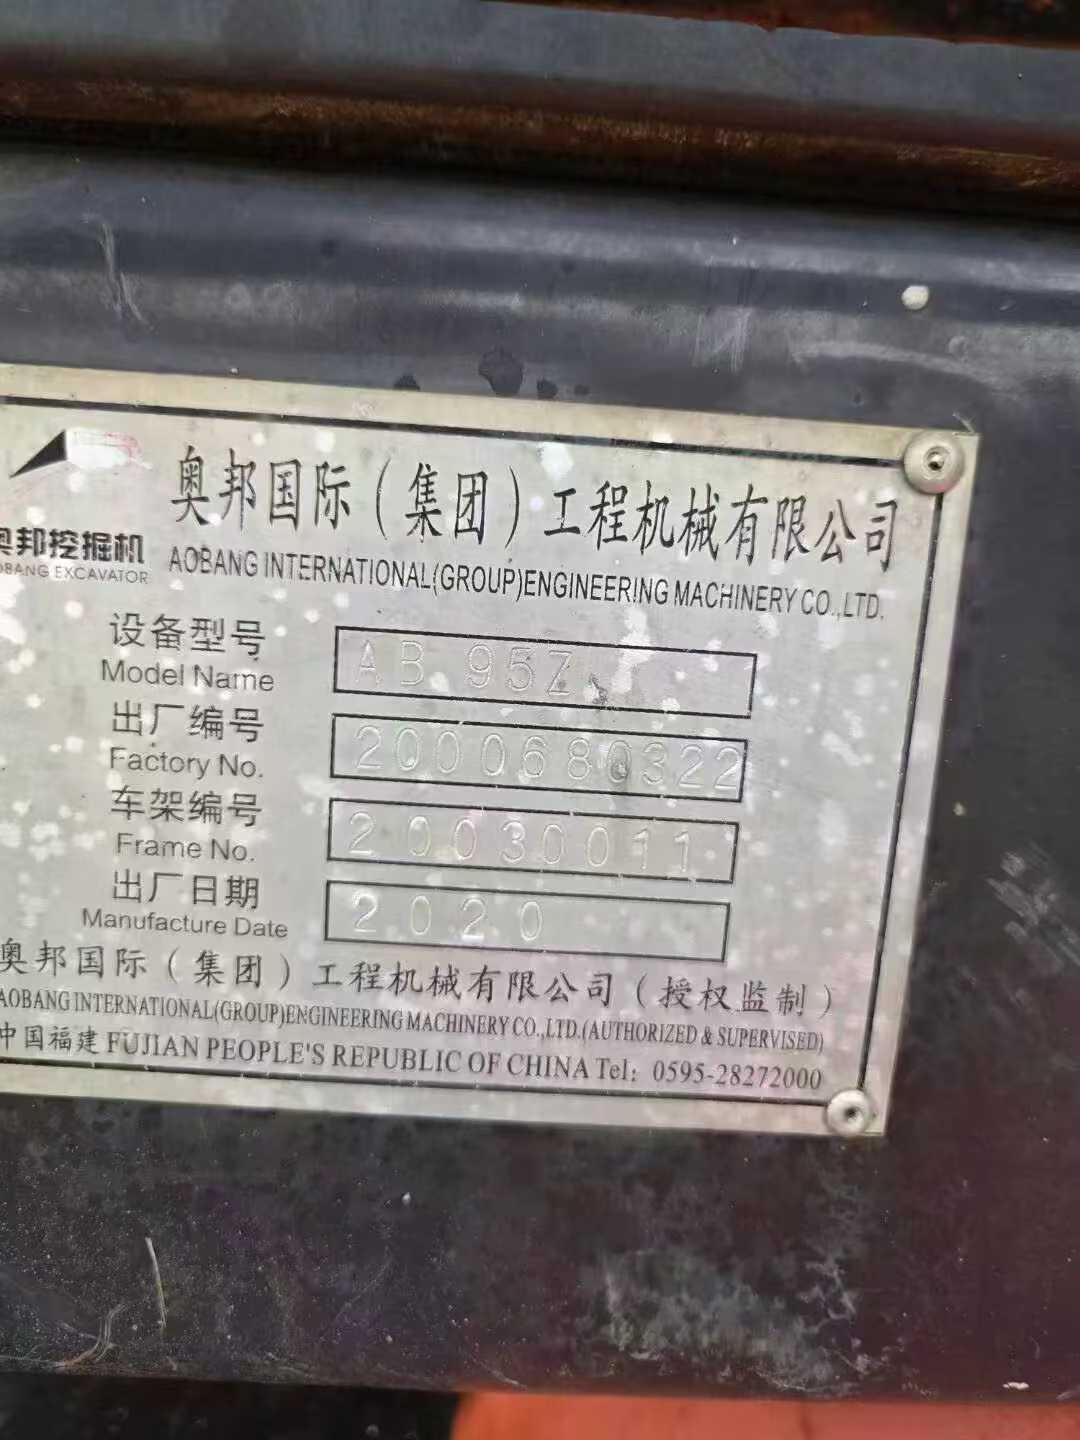 奥邦国际（集团）工程机械有限公司
AOBANG INTERNATIONAL(GROUP)ENGINEERING MACHINERY CO.,LTD.
奥邦挖掘机
OBANG EXCAVATOR
设备型号 AB 95Z
Model Name
出厂编号 2000680322
Factory No.
车架编号 20030011
Frame No.
出厂日期 2020
Manufacture Date
奥邦国际（集团）工程机械有限公司（授权监制）
AOBANG INTERNATIONAL(GROUP)ENGINEERING MACHINERY CO.,LTD.(AUTHORIZED & SUPERVISED)
中国福建 FUJIAN PEOPLE'S REPUBLIC OF CHINA Tel: 0595-28272000